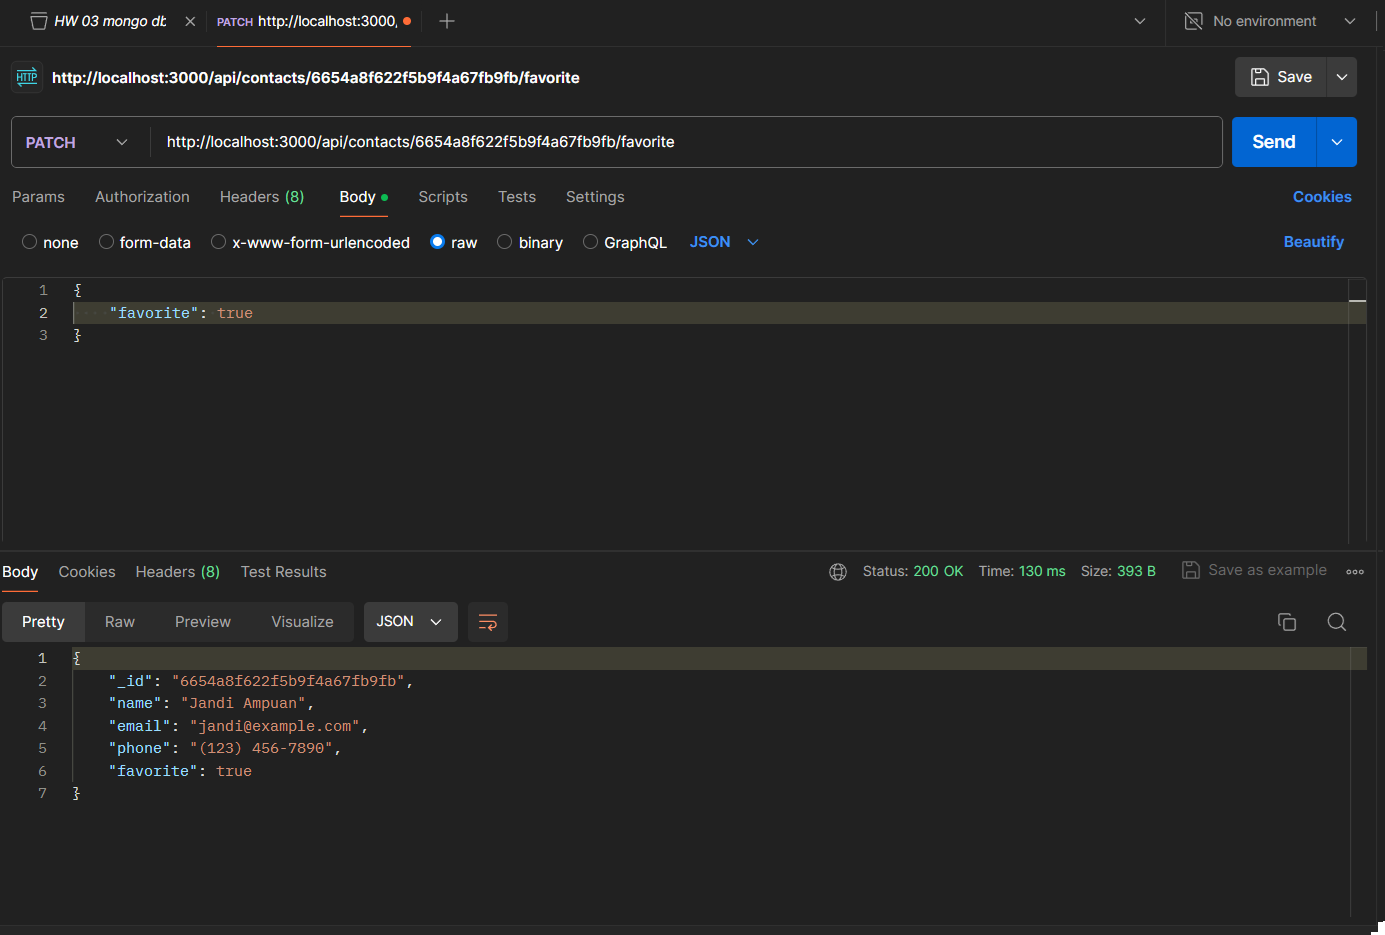 HW 03 mongo db
PATCH http://localhost:3000/
No environment
HTTP http://localhost:3000/api/contacts/6654a8f622f5b9f4a67fb9fb/favorite
Save
PATCH http://localhost:3000/api/contacts/6654a8f622f5b9f4a67fb9fb/favorite
Send
Params Authorization Headers (8) Body Scripts Tests Settings Cookies
none form-data x-www-form-urlencoded raw binary GraphQL JSON Beautify
1 {
2 "favorite": true
3 }
Body Cookies Headers (8) Test Results Status: 200 OK Time: 130 ms Size: 393 B Save as example
Pretty Raw Preview Visualize JSON
1 {
2 "_id": "6654a8f622f5b9f4a67fb9fb",
3 "name": "Jandi Ampuan",
4 "email": "jandi@example.com",
5 "phone": "(123) 456-7890",
6 "favorite": true
7 }